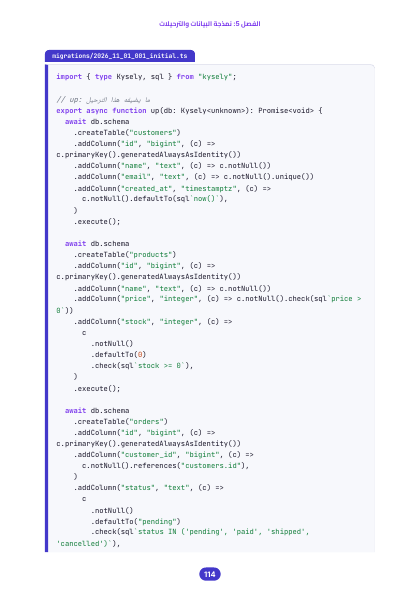 الفصل 5: نمذجة البيانات والترحيلات
migrations/2026_11_01_001_initial.ts
import { type Kysely, sql } from "kysely";
// up: ما يضيفه هذا الترحيل
export async function up(db: Kysely<unknown>): Promise<void> {
  await db.schema
    .createTable("customers")
    .addColumn("id", "bigint", (c) =>
c.primaryKey().generatedAlwaysAsIdentity())
    .addColumn("name", "text", (c) => c.notNull())
    .addColumn("email", "text", (c) => c.notNull().unique())
    .addColumn("created_at", "timestamptz", (c) =>
      c.notNull().defaultTo(sql`now()`),
    )
    .execute();
  await db.schema
    .createTable("products")
    .addColumn("id", "bigint", (c) =>
c.primaryKey().generatedAlwaysAsIdentity())
    .addColumn("name", "text", (c) => c.notNull())
    .addColumn("price", "integer", (c) => c.notNull().check(sql`price >
0`))
    .addColumn("stock", "integer", (c) =>
      c
        .notNull()
        .defaultTo(0)
        .check(sql`stock >= 0`),
    )
    .execute();
  await db.schema
    .createTable("orders")
    .addColumn("id", "bigint", (c) =>
c.primaryKey().generatedAlwaysAsIdentity())
    .addColumn("customer_id", "bigint", (c) =>
      c.notNull().references("customers.id"),
    )
    .addColumn("status", "text", (c) =>
      c
        .notNull()
        .defaultTo("pending")
        .check(sql`status IN ('pending', 'paid', 'shipped',
'cancelled')`),
114